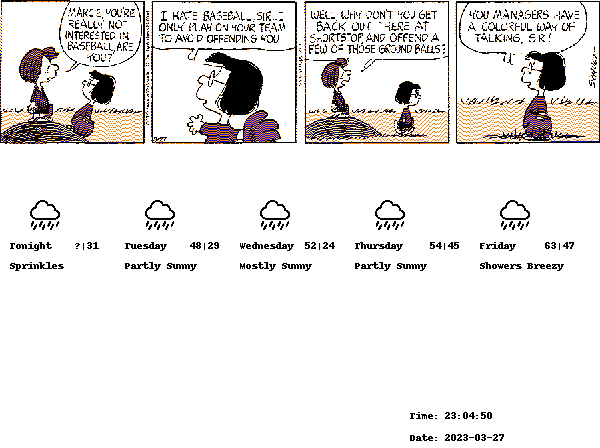 MARCIE, YOU'RE
REALLY NOT
INTERESTED IN
BASEBALL, ARE
YOU?
I HATE BASEBALL, SIR. I
ONLY PLAY ON YOUR TEAM
TO AVOID OFFENDING YOU
WELL, WHY DON'T YOU GET
BACK OUT THERE AT
SHORTSTOP, AND OFFEND A
FEW OF THOSE GROUND BALLS?
YOU MANAGERS HAVE
A COLORFUL WAY OF
TALKING, SIR!
Tonight ?|31
Sprinkles
Tuesday 48|29
Partly Sunny
Wednesday 52|24
Mostly Sunny
Thursday 54|45
Partly Sunny
Friday 63|47
Showers Breezy
Time: 23:04:50
Date: 2023-03-27